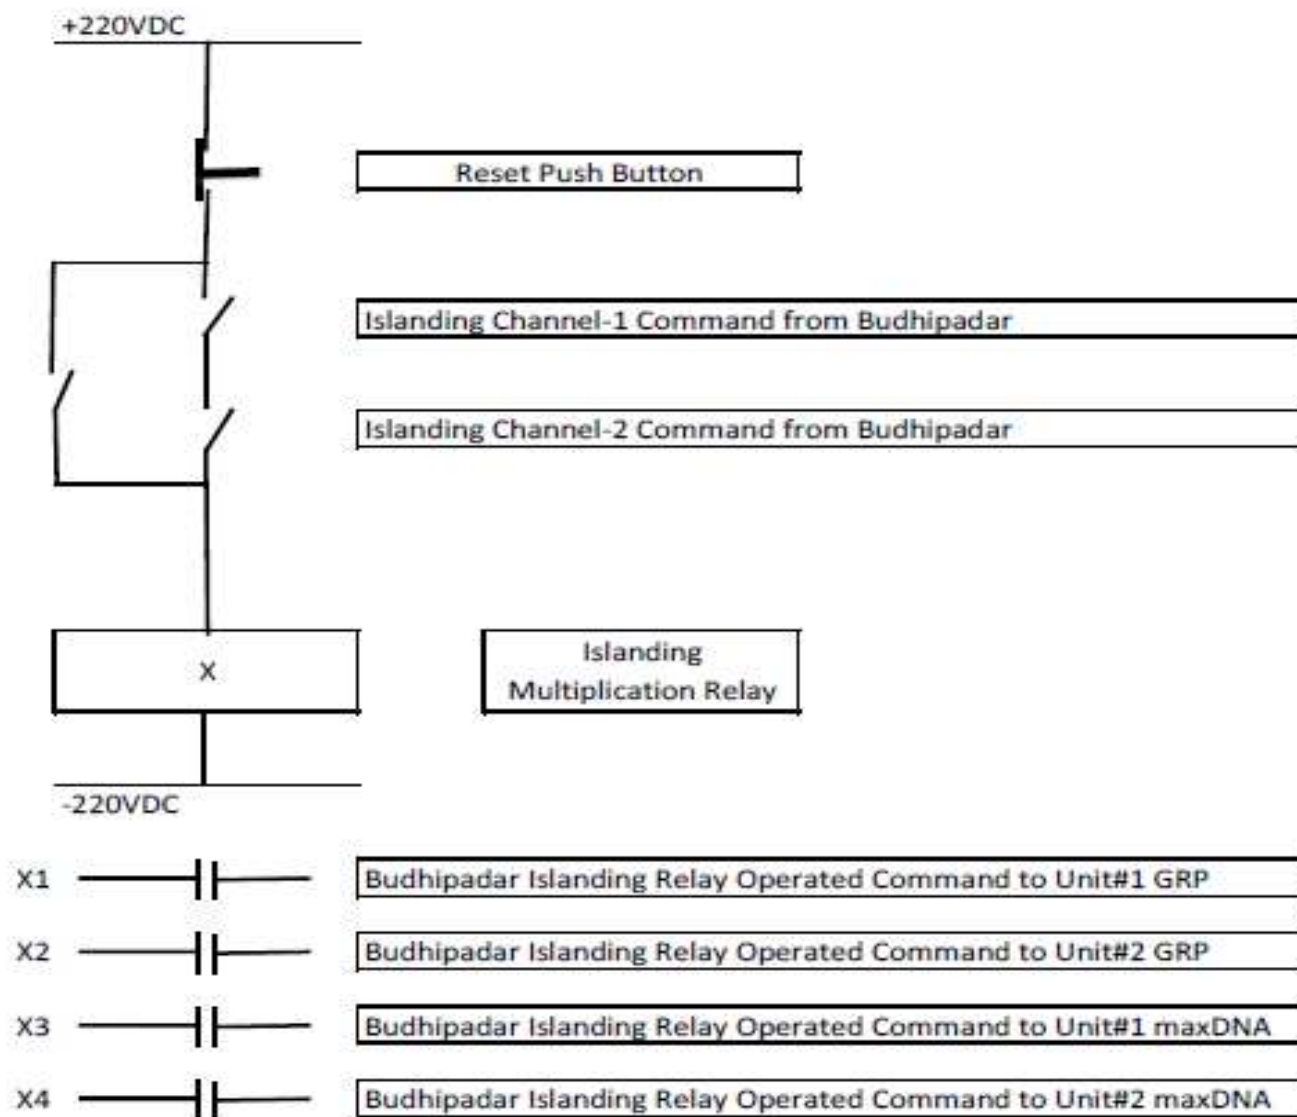 +220VDC
Reset Push Button
Islanding Channel-1 Command from Budhipadar
Islanding Channel-2 Command from Budhipadar
X
Islanding
Multiplication Relay
-220VDC
X1 Budhipadar Islanding Relay Operated Command to Unit#1 GRP
X2 Budhipadar Islanding Relay Operated Command to Unit#2 GRP
X3 Budhipadar Islanding Relay Operated Command to Unit#1 maxDNA
X4 Budhipadar Islanding Relay Operated Command to Unit#2 maxDNA